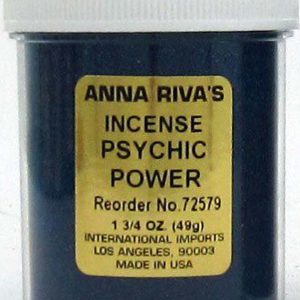 ANNA RIVA'S
INCENSE
PSYCHIC
POWER
Reorder No.72579
1 3/4 OZ. (49g)
INTERNATIONAL IMPORTS
LOS ANGELES, 90003
MADE IN USA